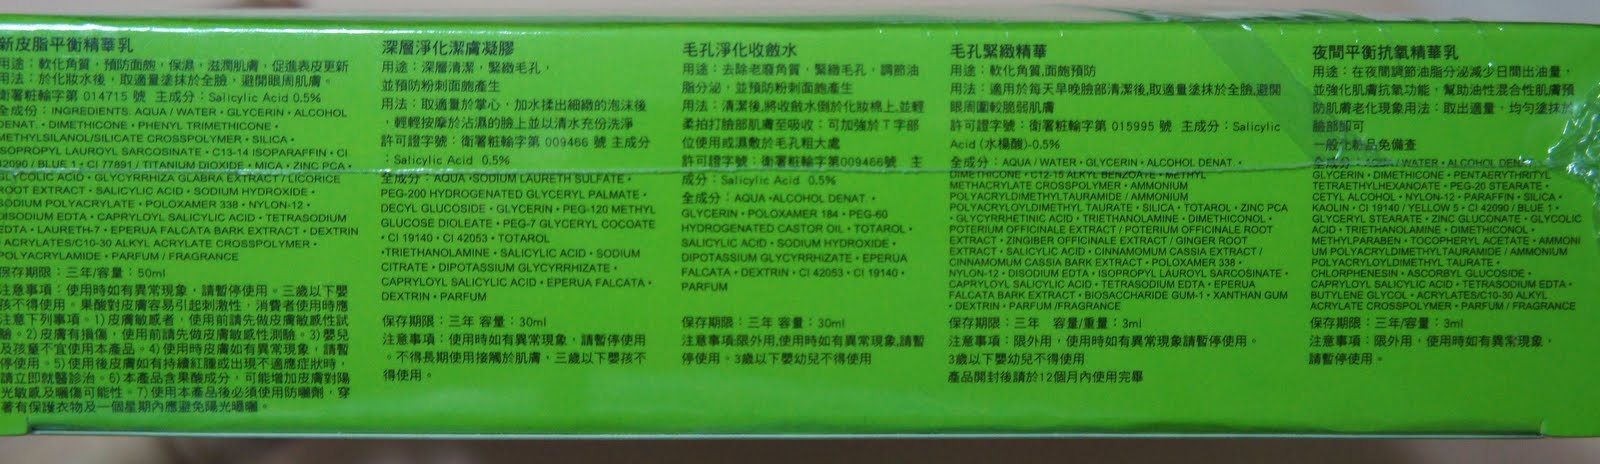 新皮脂平衡精華乳
用途：軟化角質，預防面皰，保濕，滋潤肌膚，促進表皮更新
用法：於化妝水後，取適量塗抹於全臉，避開眼周肌膚。
衛署粧輸字第 014715 號 主成分：Salicylic Acid 0.5%
全成份：INGREDIENTS: AQUA / WATER・GLYCERIN・ALCOHOL
DENAT.・DIMETHICONE・PHENYL TRIMETHICONE・
METHYLSILANOL/SILICATE CROSSPOLYMER・SILICA・
ISOPROPYL LAUROYL SARCOSINATE・C13-14 ISOPARAFFIN・CI
42090 / BLUE 1・CI 77891 / TITANIUM DIOXIDE・MICA・ZINC PCA・
GLYCOLIC ACID・GLYCYRRHIZA GLABRA EXTRACT/LICORICE
ROOT EXTRACT・SALICYLIC ACID・SODIUM HYDROXIDE・
SODIUM POLYACRYLATE・POLOXAMER 338・NYLON-12・
DISODIUM EDTA・CAPRYLOYL SALICYLIC ACID・TETRASODIUM
EDTA・LAURETH-7・EPERUA FALCATA BARK EXTRACT・DEXTRIN
ACRYLATES/C10-30 ALKYL ACRYLATE CROSSPOLYMER・
POLYACRYLAMIDE・PARFUM / FRAGRANCE
保存期限：三年/容量：50ml
注意事項：使用時如有異常現象，請暫停使用。三歲以下嬰
孩不得使用。果酸對皮膚容易引起刺激性，消費者使用時應
注意下列事項。1)皮膚敏感者，使用前請先做皮膚敏感性試
驗。2)皮膚有損傷，使用前請先做皮膚敏感性測驗。3)嬰兒
及孩童不宜使用本產品。4)使用時皮膚如有異常現象，請暫
停使用。5)使用後皮膚如有持續紅腫或出現不適應症狀時，
請立即就醫診治。6)本產品含果酸成分，可能增加皮膚對陽
光敏感及曬傷可能性。7)使用本產品後必須使用防曬劑，穿
著有保護衣物及一個星期內應避免陽光曝曬。
深層淨化潔膚凝膠
用途：深層清潔，緊緻毛孔，
並預防粉刺面皰產生
用法：取適量於掌心，加水揉出細緻的泡沫後
，輕輕按摩於沾濕的臉上並以清水充份洗淨
許可證字號：衛署粧輸字第 009466 號 主成分
：Salicylic Acid 0.5%
全成分：AQUA・SODIUM LAURETH SULFATE・
PEG-200 HYDROGENATED GLYCERYL PALMATE・
DECYL GLUCOSIDE・GLYCERIN・PEG-120 METHYL
GLUCOSE DIOLEATE・PEG-7 GLYCERYL COCOATE
・CI 19140・CI 42053・TOTAROL
・TRIETHANOLAMINE・SALICYLIC ACID・SODIUM
CITRATE・DIPOTASSIUM GLYCYRRHIZATE・
CAPRYLOYL SALICYLIC ACID・EPERUA FALCATA・
DEXTRIN・PARFUM
保存期限：三年 容量：30ml
注意事項：使用時如有異常現象，請暫停使用
。不得長期使用接觸於肌膚，三歲以下嬰孩不
得使用。
毛孔淨化收斂水
用途：去除老廢角質，緊緻毛孔，調節油
脂分泌，並預防粉刺面皰產生
用法：清潔後,將收斂水倒於化妝棉上,並輕
柔拍打臉部肌膚至吸收：可加強於T字部
位使用或濕敷於毛孔粗大處
許可證字號：衛署粧輸字第009466號 主
成分：Salicylic Acid 0.5%
全成分：AQUA・ALCOHOL DENAT.・
GLYCERIN・POLOXAMER 184・PEG-60
HYDROGENATED CASTOR OIL・TOTAROL・
SALICYLIC ACID・SODIUM HYDROXIDE・
DIPOTASSIUM GLYCYRRHIZATE・EPERUA
FALCATA・DEXTRIN・CI 42053・CI 19140・
PARFUM
保存期限：三年 容量：30ml
注意事項:限外用,使用時如有異常現象,請暫
停使用。3歲以下嬰幼兒不得使用
毛孔緊緻精華
用途：軟化角質,面皰預防
用法：適用於每天早晚臉部清潔後,取適量塗抹於全臉,避開
眼周圍較脆弱肌膚
許可證字號：衛署粧輸字第 015995 號 主成分：Salicylic
Acid (水楊酸)-0.5%
全成分：AQUA / WATER・GLYCERIN・ALCOHOL DENAT.・
DIMETHICONE・C12-15 ALKYL BENZOATE・METHYL
METHACRYLATE CROSSPOLYMER・AMMONIUM
POLYACRYLDIMETHYLTAURAMIDE / AMMONIUM
POLYACRYLOYLDIMETHYL TAURATE・SILICA・TOTAROL・ZINC PCA
・GLYCYRRHETINIC ACID・TRIETHANOLAMINE・DIMETHICONOL・
POTERIUM OFFICINALE EXTRACT / POTERIUM OFFICINALE ROOT
EXTRACT・ZINGIBER OFFICINALE EXTRACT / GINGER ROOT
EXTRACT・SALICYLIC ACID・CINNAMOMUM CASSIA EXTRACT /
CINNAMOMUM CASSIA BARK EXTRACT・POLOXAMER 338・
NYLON-12・DISODIUM EDTA・ISOPROPYL LAUROYL SARCOSINATE・
CAPRYLOYL SALICYLIC ACID・TETRASODIUM EDTA・EPERUA
FALCATA BARK EXTRACT・BIOSACCHARIDE GUM-1・XANTHAN GUM
・DEXTRIN・PARFUM /FRAGRANCE
保存期限：三年 容量/重量：3ml
注意事項：限外用，使用時如有異常現象，請暫停使用。
3歲以下嬰幼兒不得使用
產品開封後請於12個月內使用完畢
夜間平衡抗氧精華乳
用途：在夜間調節油脂分泌減少日間出油量,
並強化肌膚抗氧功能，幫助油性混合性肌膚預
防肌膚老化現象用法：取出適量，均勻塗抹於
臉部即可
一般化粧品免備查
全成分：AQUA / WATER・ALCOHOL DENAT.・
GLYCERIN・DIMETHICONE・PENTAERYTHRITYL
TETRAETHYLHEXANOATE・PEG-20 STEARATE・
CETYL ALCOHOL・NYLON-12・PARAFFIN・SILICA・
KAOLIN・CI 19140 / YELLOW 5・CI 42090 / BLUE 1・
GLYCERYL STEARATE・ZINC GLUCONATE・GLYCOLIC
ACID・TRIETHANOLAMINE・DIMETHICONOL・
METHYLPARABEN・TOCOPHERYL ACETATE・AMMONI
UM POLYACRYLDIMETHYLTAURAMIDE / AMMONIUM
POLYACRYLOYLDIMETHYL TAURATE・
CHLORPHENESIN・ASCORBYL GLUCOSIDE・
CAPRYLOYL SALICYLIC ACID・TETRASODIUM EDTA・
BUTYLENE GLYCOL・ACRYLATES/C10-30 ALKYL
ACRYLATE CROSSPOLYMER・PARFUM / FRAGRANCE
保存期限：三年/容量：3ml
注意事項：限外用，使用時如有異常現象，
請暫停使用。